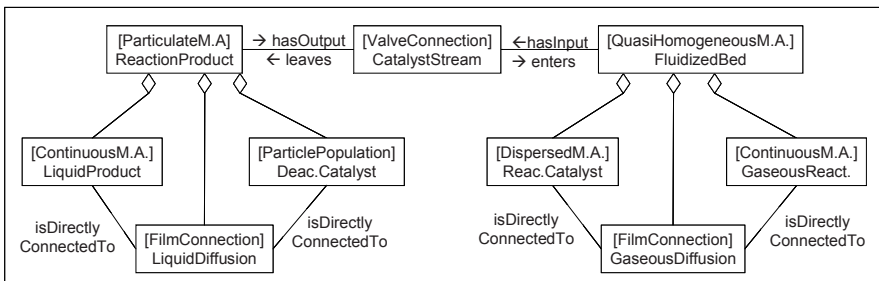 [ParticulateM.A]
ReactionProduct
→ hasOutput
← leaves
[ValveConnection]
CatalystStream
←hasInput
→ enters
[QuasiHomogeneousM.A.]
FluidizedBed
[ContinuousM.A.]
LiquidProduct
[ParticlePopulation]
Deac.Catalyst
[DispersedM.A.]
Reac.Catalyst
[ContinuousM.A.]
GaseousReact.
isDirectly
ConnectedTo
[FilmConnection]
LiquidDiffusion
isDirectly
ConnectedTo
isDirectly
ConnectedTo
[FilmConnection]
GaseousDiffusion
isDirectly
ConnectedTo